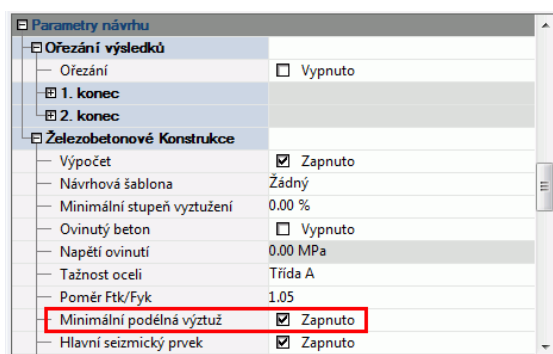 Parametry návrhu
Ořezání výsledků
Ořezání Vypnuto
1. konec
2. konec
Železobetonové Konstrukce
Výpočet Zapnuto
Návrhová šablona Žádný
Minimální stupeň vyztužení 0.00 %
Ovinutý beton Vypnuto
Napětí ovinutí 0.00 MPa
Tažnost oceli Třída A
Poměr Ftk/Fyk 1.05
Minimální podélná výztuž Zapnuto
Hlavní seizmický prvek Zapnuto